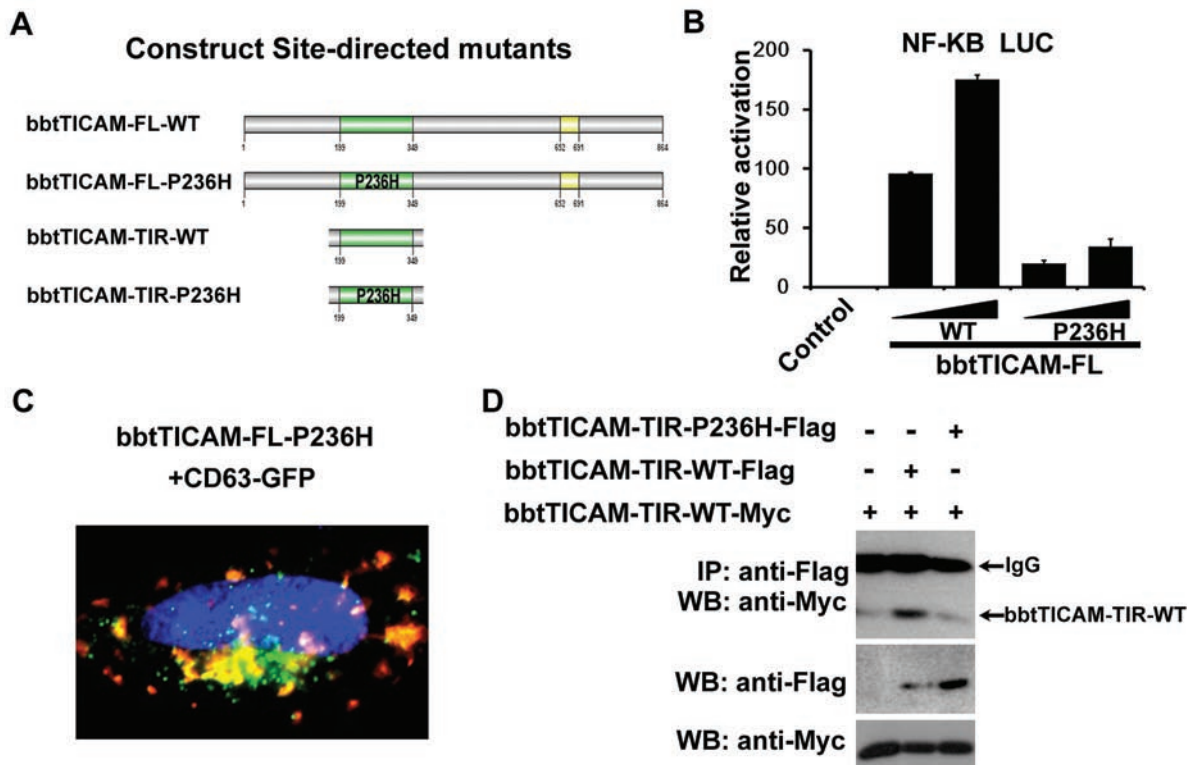 A
Construct Site-directed mutants
bbtTICAM-FL-WT
1 199 349 652 691 864
bbtTICAM-FL-P236H
P236H
1 199 349 652 691 864
bbtTICAM-TIR-WT
199 349
bbtTICAM-TIR-P236H
P236H
199 349
B
NF-KB LUC
Relative activation
200
150
100
50
0
Control
WT P236H
bbtTICAM-FL
C
bbtTICAM-FL-P236H
+CD63-GFP
D
bbtTICAM-TIR-P236H-Flag - - +
bbtTICAM-TIR-WT-Flag - + -
bbtTICAM-TIR-WT-Myc + + +
IP: anti-Flag
WB: anti-Myc
IgG
bbtTICAM-TIR-WT
WB: anti-Flag
WB: anti-Myc